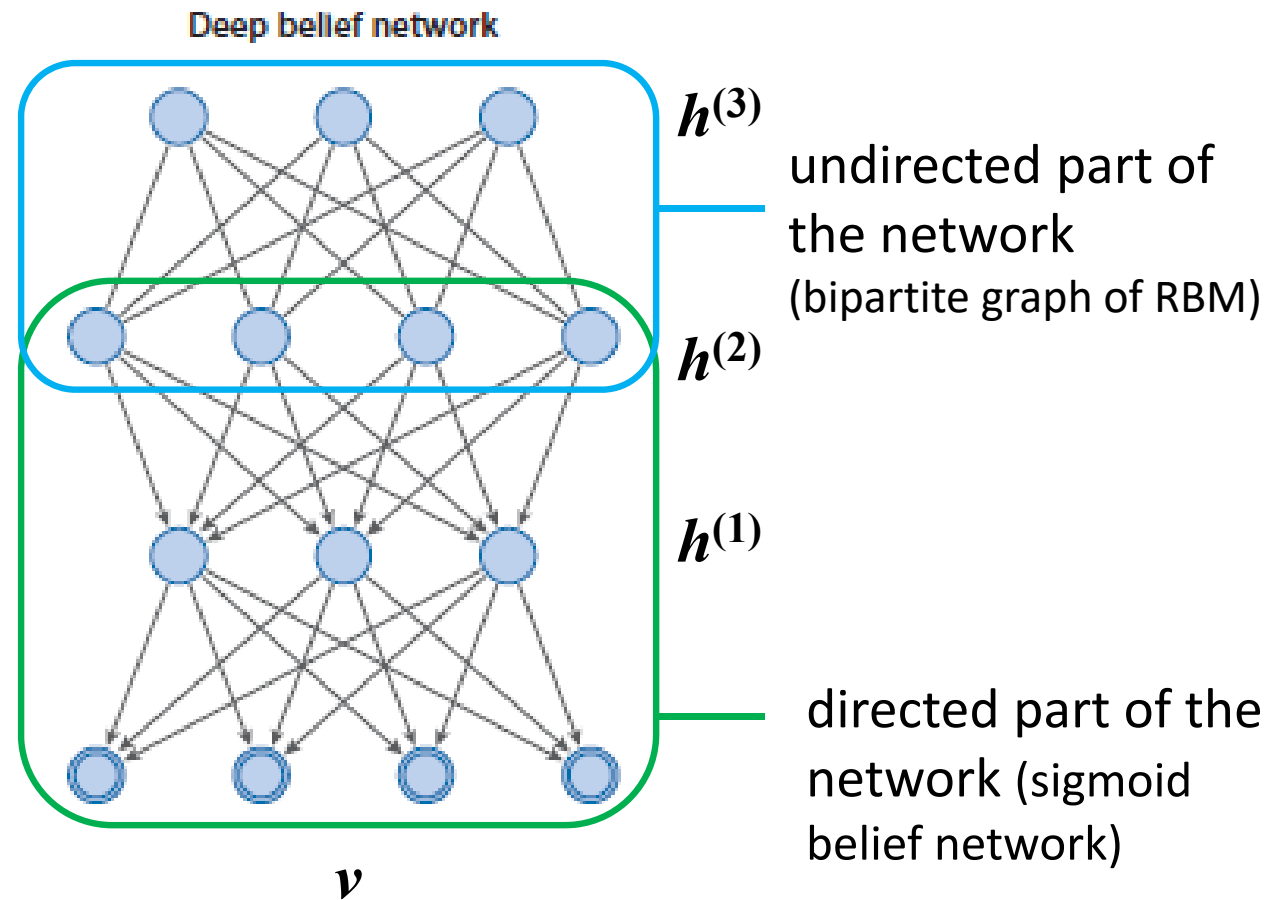 Deep belief network
h(3)
undirected part of
the network
(bipartite graph of RBM)
h(2)
h(1)
directed part of the
network (sigmoid
belief network)
v